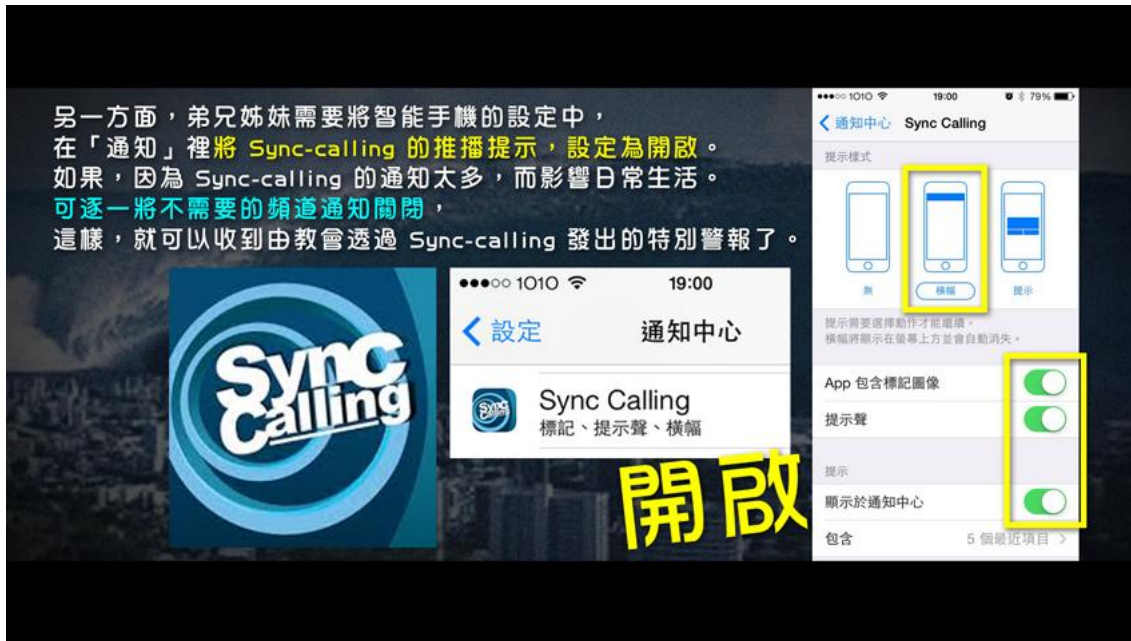 另一方面,弟兄姊妹需要將智能手機的設定中,
在「通知」裡將 Sync-calling 的推播提示,設定為開啟。
如果,因為 Sync-calling 的通知太多,而影響日常生活。
可逐一將不需要的頻道通知關閉,
這樣,就可以收到由教會透過 Sync-calling 發出的特別警報了。
Sync
Calling
●●●○○ 1010 19:00
設定 通知中心
Sync Calling
Sync Calling
標記、提示聲、橫幅
開啟
●●●○○ 1010 19:00 79%
通知中心 Sync Calling
提示樣式
無 橫幅 提示
提示需要選擇動作才能繼續。
橫幅將顯示在螢幕上方並會自動消失。
App 包含標記圖像
提示聲
提示
顯示於通知中心
包含 5 個最近項目